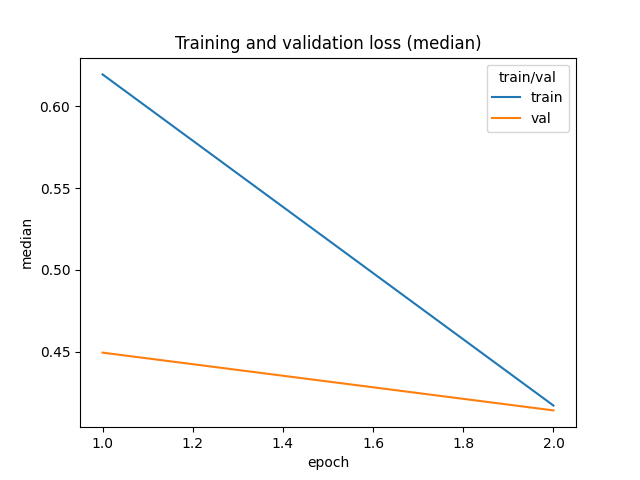 Training and validation loss (median)
train/val
train
val
0.60
0.55
0.50
0.45
median
1.0 1.2 1.4 1.6 1.8 2.0
epoch